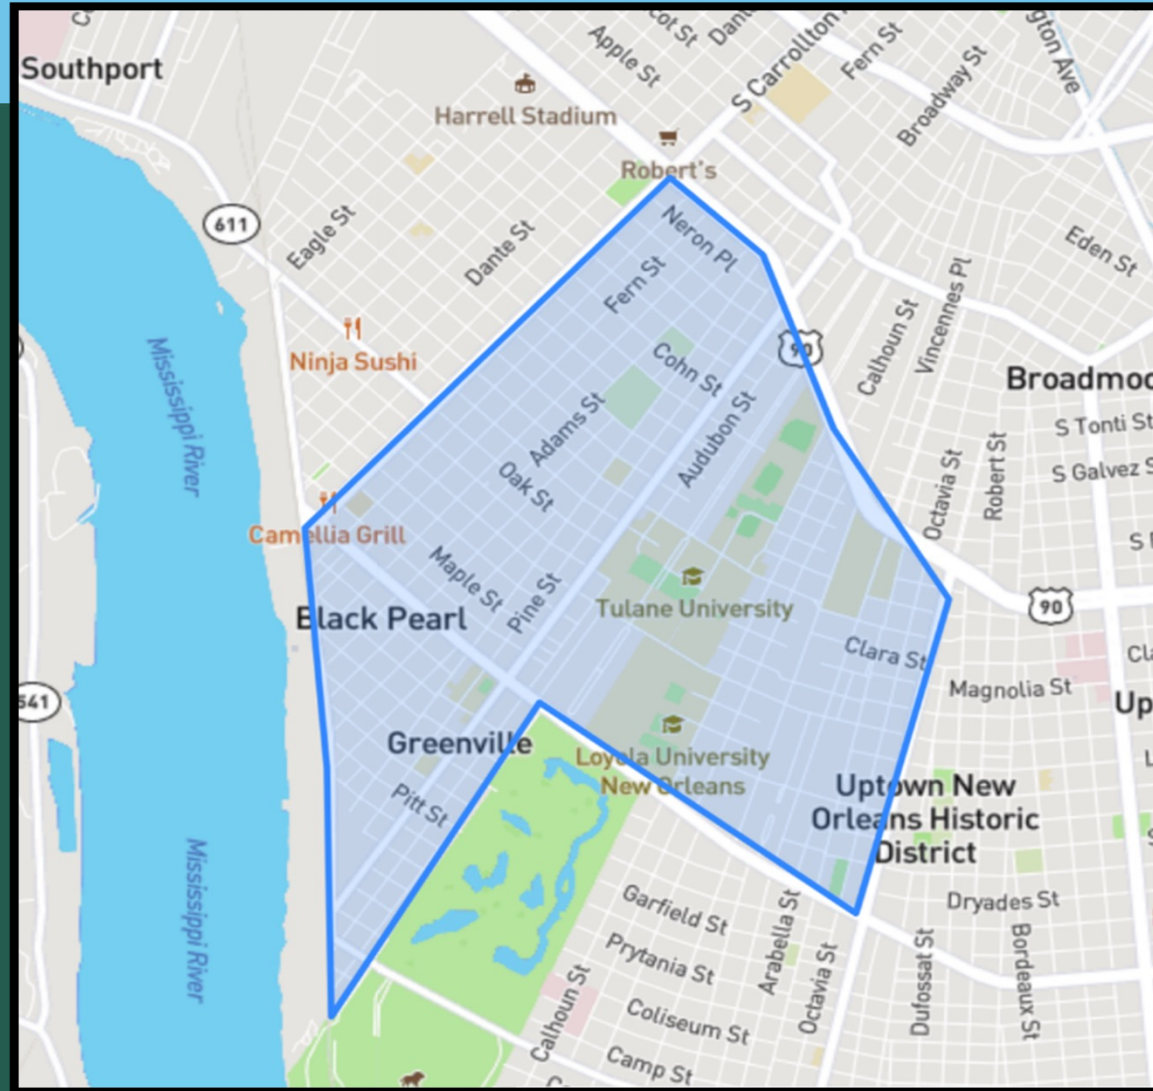 Southport
Apple St
Fern St
S Carrollton
Broadway St
Harrell Stadium
Robert's
611
Eagle St
Dante St
Neron Pl
Fern St
Eden St
Vincennes Pl
Calhoun St
90
Mississippi River
Ninja Sushi
Cohn St
Broadmoo
Adams St
Audubon St
S Tonti St
Oak St
Octavia St
Robert St
S Galvez S
Camellia Grill
Maple St
Pine St
Tulane University
90
Black Pearl
Clara St
Magnolia St
541
Up
Greenville
Loyola University
New Orleans
Pitt St
Uptown New
Orleans Historic
District
Mississippi River
Garfield St
Arabella St
Dryades St
Prytania St
Octavia St
Dufossat St
Bordeaux St
Calhoun St
Coliseum St
Camp St